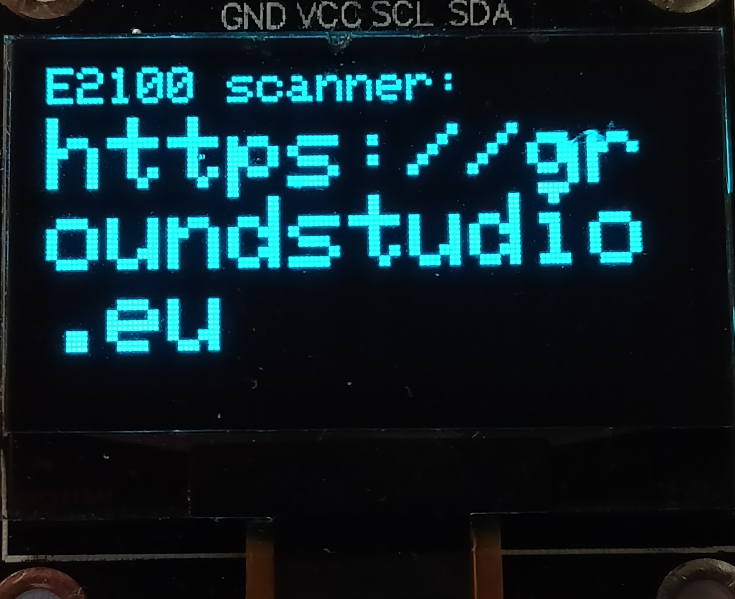 GND VCC SCL SDA
E2100 scanner:
https://gr
oundstudio
.eu